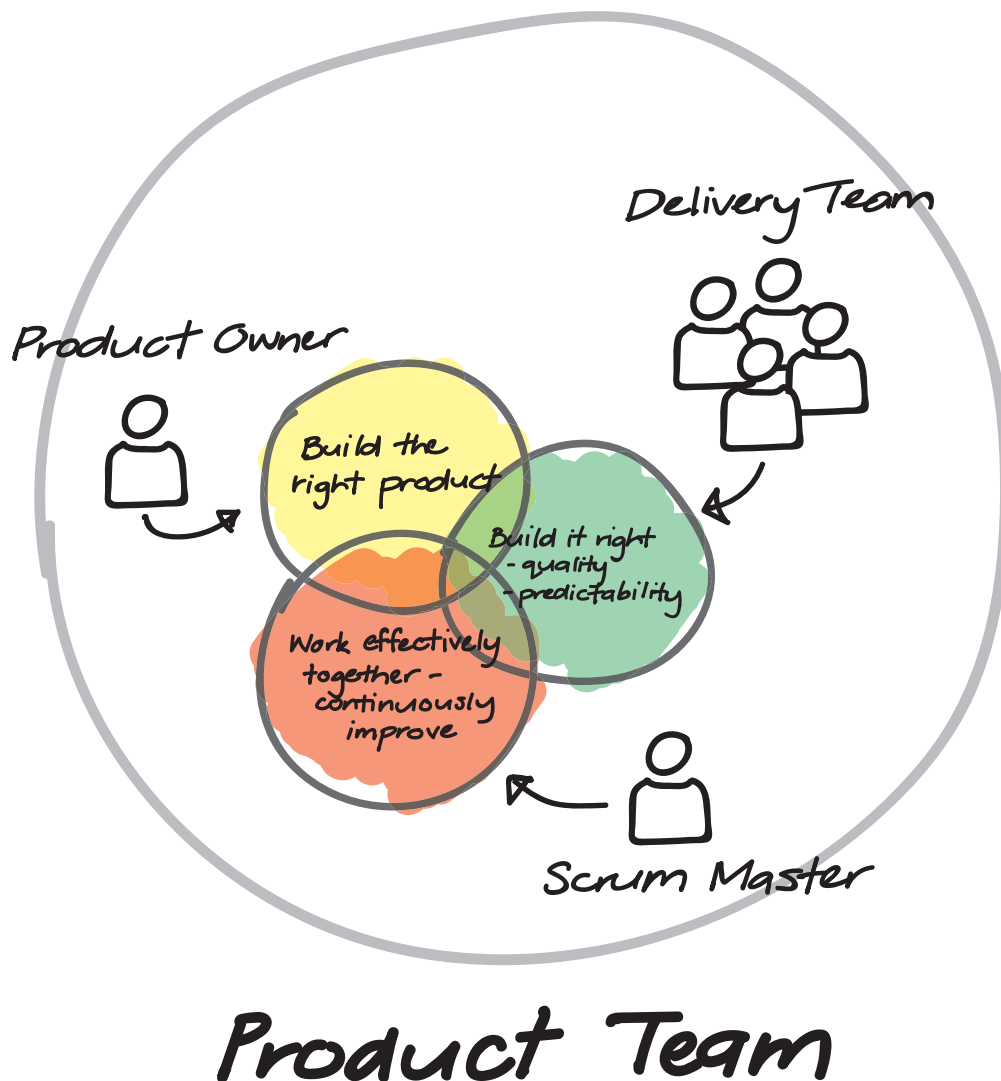 Delivery Team
Product Owner
Build the
right product
Build it right
- quality
- predictability
Work effectively
together -
continuously
improve
Scrum Master
Product Team